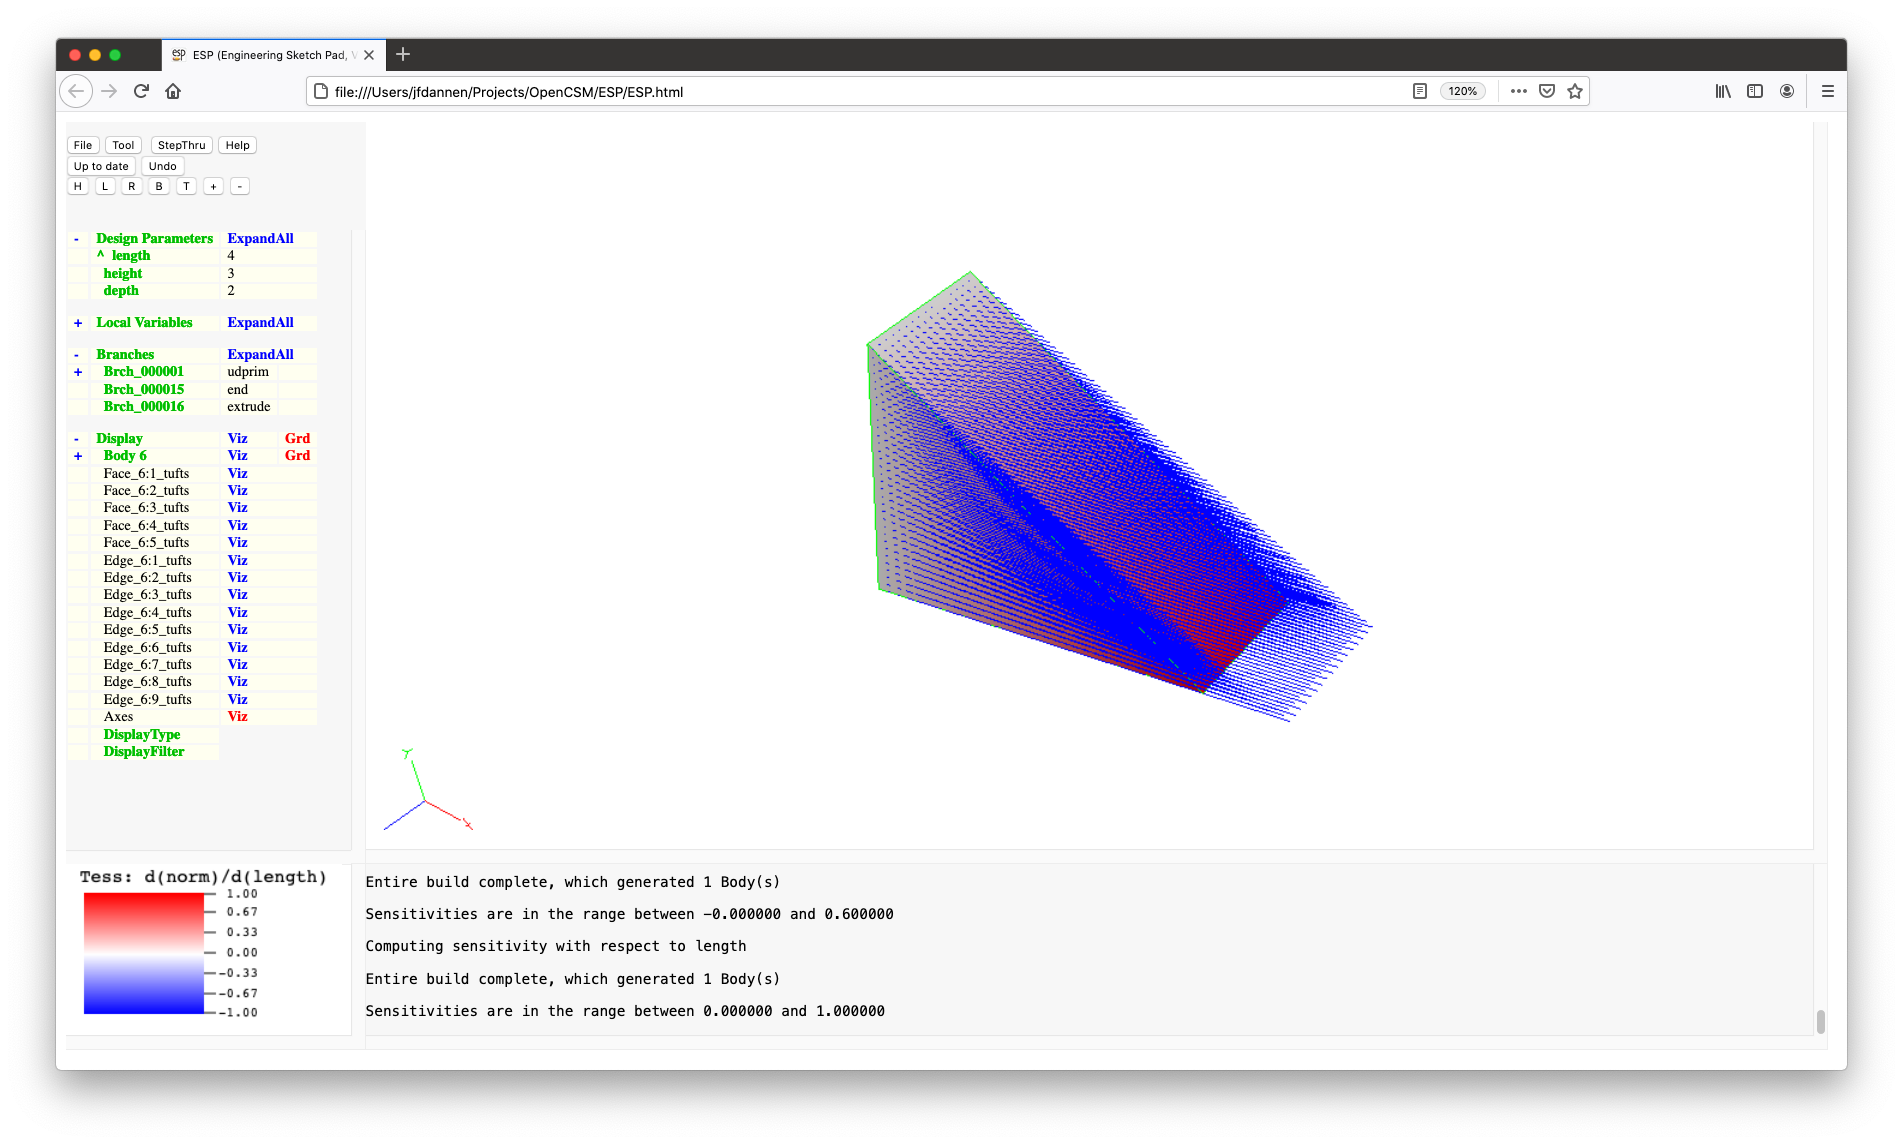 esp ESP (Engineering Sketch Pad, V
file:///Users/jfdannen/Projects/OpenCSM/ESP/ESP.html 120%
File Tool StepThru Help
Up to date Undo
H L R B T + -
- Design Parameters ExpandAll
^ length 4
height 3
depth 2
+ Local Variables ExpandAll
- Branches ExpandAll
+ Brch_000001 udprim
Brch_000015 end
Brch_000016 extrude
- Display Viz Grd
+ Body 6 Viz Grd
Face_6:1_tufts Viz
Face_6:2_tufts Viz
Face_6:3_tufts Viz
Face_6:4_tufts Viz
Face_6:5_tufts Viz
Edge_6:1_tufts Viz
Edge_6:2_tufts Viz
Edge_6:3_tufts Viz
Edge_6:4_tufts Viz
Edge_6:5_tufts Viz
Edge_6:6_tufts Viz
Edge_6:7_tufts Viz
Edge_6:8_tufts Viz
Edge_6:9_tufts Viz
Axes Viz
DisplayType
DisplayFilter
Y
X
Tess: d(norm)/d(length)
1.00
0.67
0.33
0.00
-0.33
-0.67
-1.00
Entire build complete, which generated 1 Body(s)
Sensitivities are in the range between -0.000000 and 0.600000
Computing sensitivity with respect to length
Entire build complete, which generated 1 Body(s)
Sensitivities are in the range between 0.000000 and 1.000000